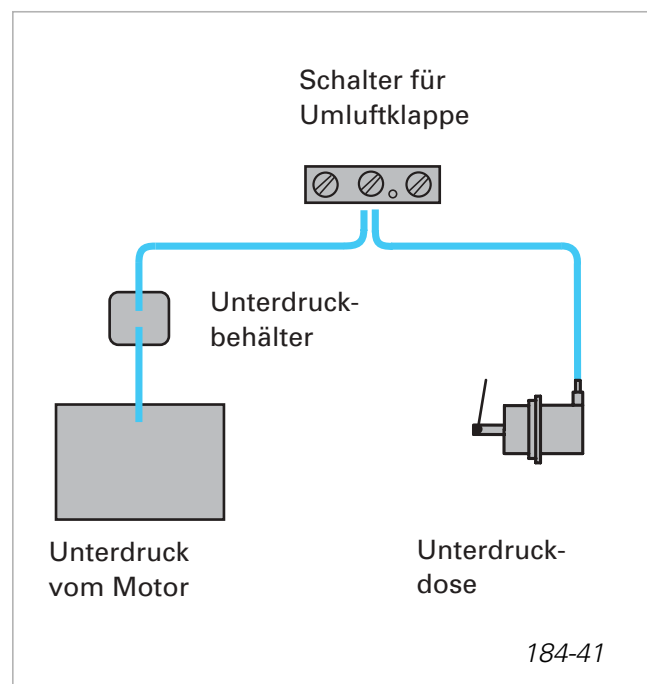 Schalter für
Umluftklappe
Unterdruck-
behälter
Unterdruck
vom Motor
Unterdruck-
dose
184-41